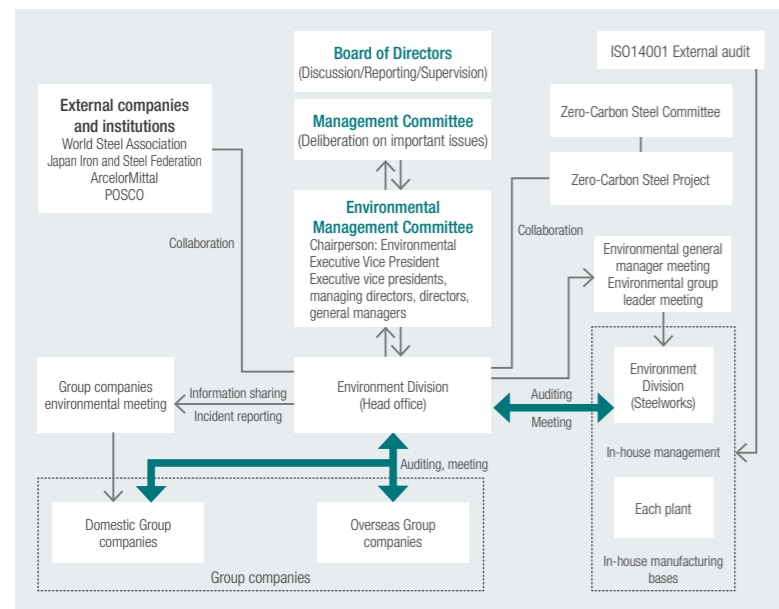 Board of Directors
(Discussion/Reporting/Supervision)
ISO14001 External audit
External companies
and institutions
World Steel Association
Japan Iron and Steel Federation
ArcelorMittal
POSCO
Management Committee
(Deliberation on important issues)
Zero-Carbon Steel Committee
Zero-Carbon Steel Project
Environmental
Management Committee
Chairperson: Environmental
Executive Vice President
Executive vice presidents,
managing directors, directors,
general managers
Collaboration
Collaboration
Environmental general
manager meeting
Environmental group
leader meeting
Group companies
environmental meeting
Information sharing
Incident reporting
Environment Division
(Head office)
Auditing
Meeting
Environment
Division
(Steelworks)
In-house management
Auditing, meeting
Domestic Group
companies
Overseas Group
companies
Group companies
Each plant
In-house manufacturing
bases